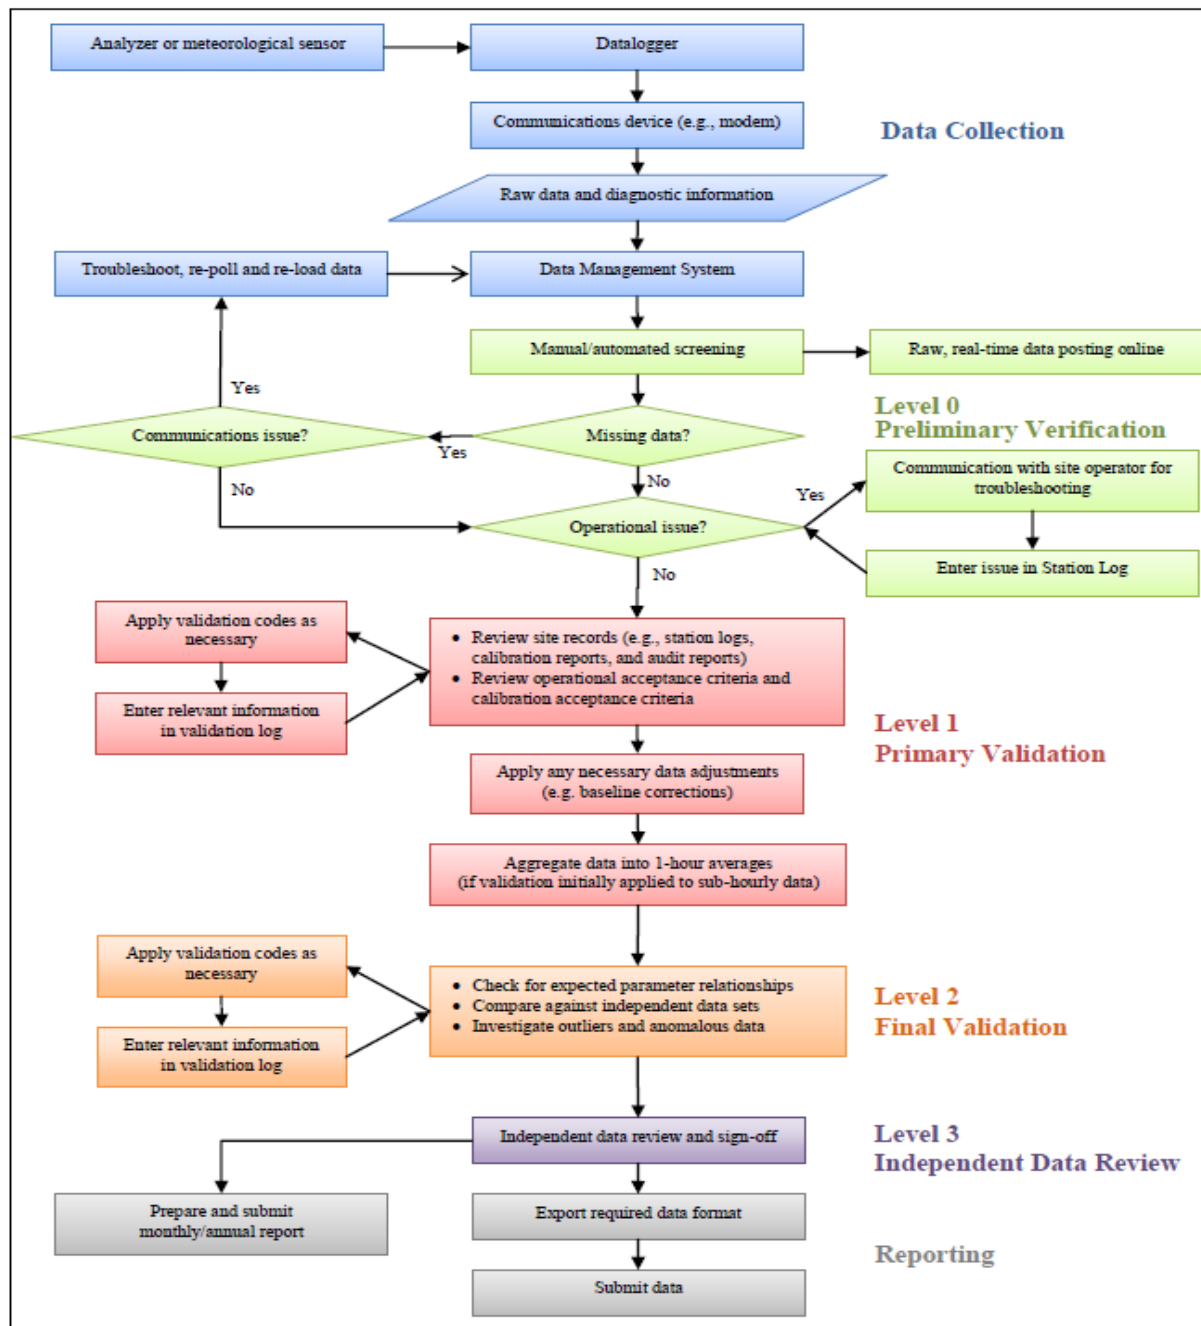 Analyzer or meteorological sensor
Datalogger
Communications device (e.g., modem)
Data Collection
Raw data and diagnostic information
Troubleshoot, re-poll and re-load data
Data Management System
Manual/automated screening
Raw, real-time data posting online
Yes
Level 0
Preliminary Verification
Communications issue?
Missing data?
Yes
Communication with site operator for
troubleshooting
No
No
Yes
Operational issue?
Enter issue in Station Log
No
Apply validation codes as
necessary
• Review site records (e.g., station logs,
calibration reports, and audit reports)
• Review operational acceptance criteria and
calibration acceptance criteria
Enter relevant information
in validation log
Level 1
Primary Validation
Apply any necessary data adjustments
(e.g. baseline corrections)
Aggregate data into 1-hour averages
(if validation initially applied to sub-hourly data)
Apply validation codes as
necessary
• Check for expected parameter relationships
• Compare against independent data sets
• Investigate outliers and anomalous data
Level 2
Final Validation
Enter relevant information
in validation log
Independent data review and sign-off
Level 3
Independent Data Review
Prepare and submit
monthly/annual report
Export required data format
Reporting
Submit data